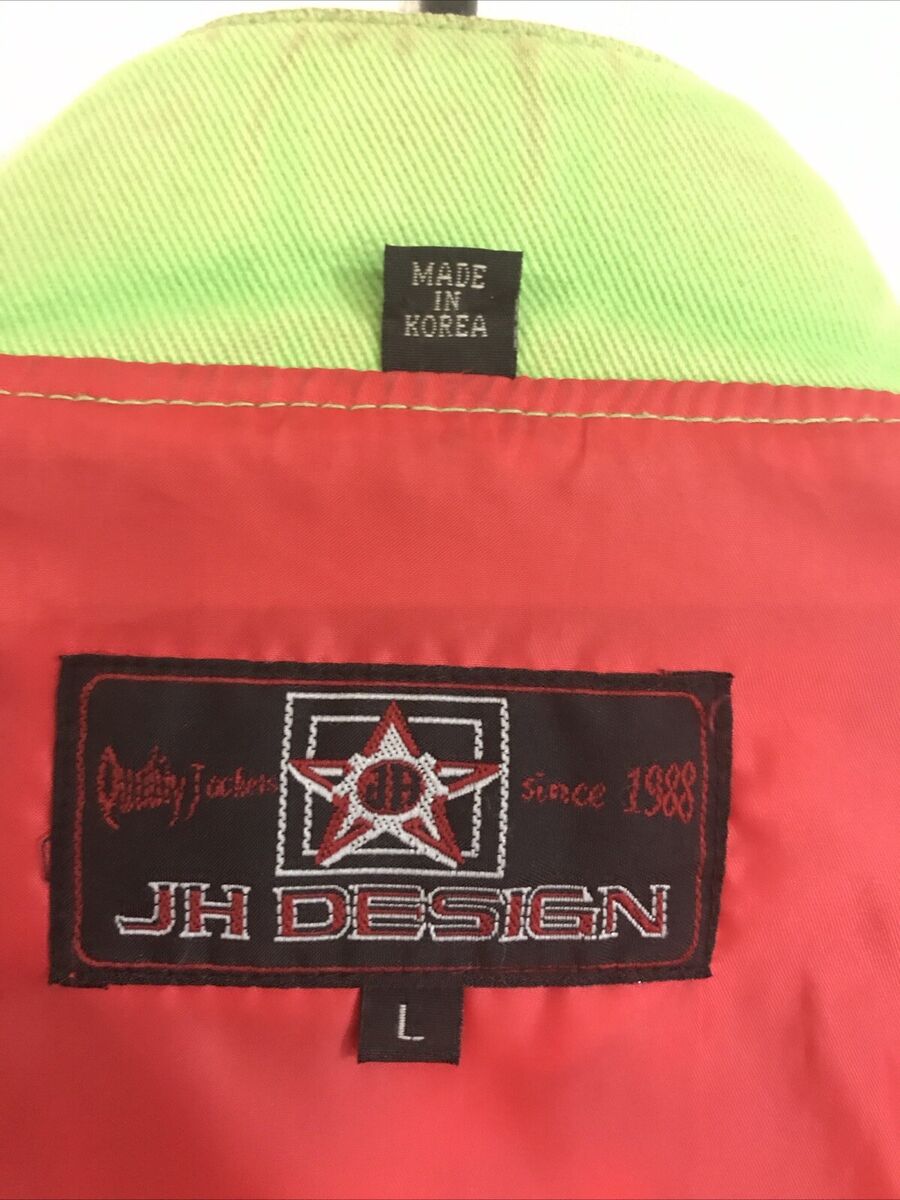 MADE
IN
KOREA
Quality Jackets
JH
since 1988
JH DESIGN
L